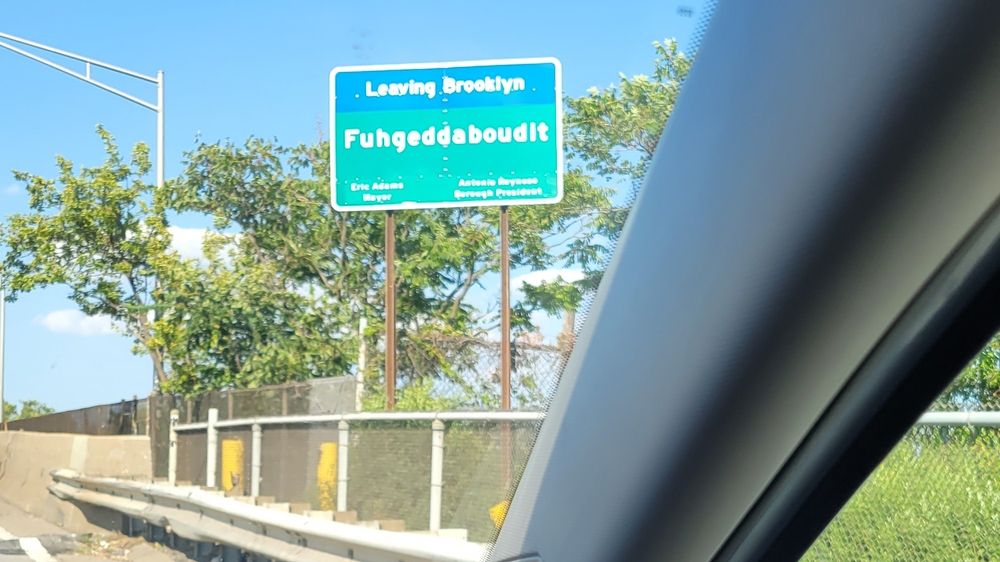 Leaving Brooklyn
Fuhgeddaboudit
Eric Adams
Mayor
Antonio Reynoso
Borough President